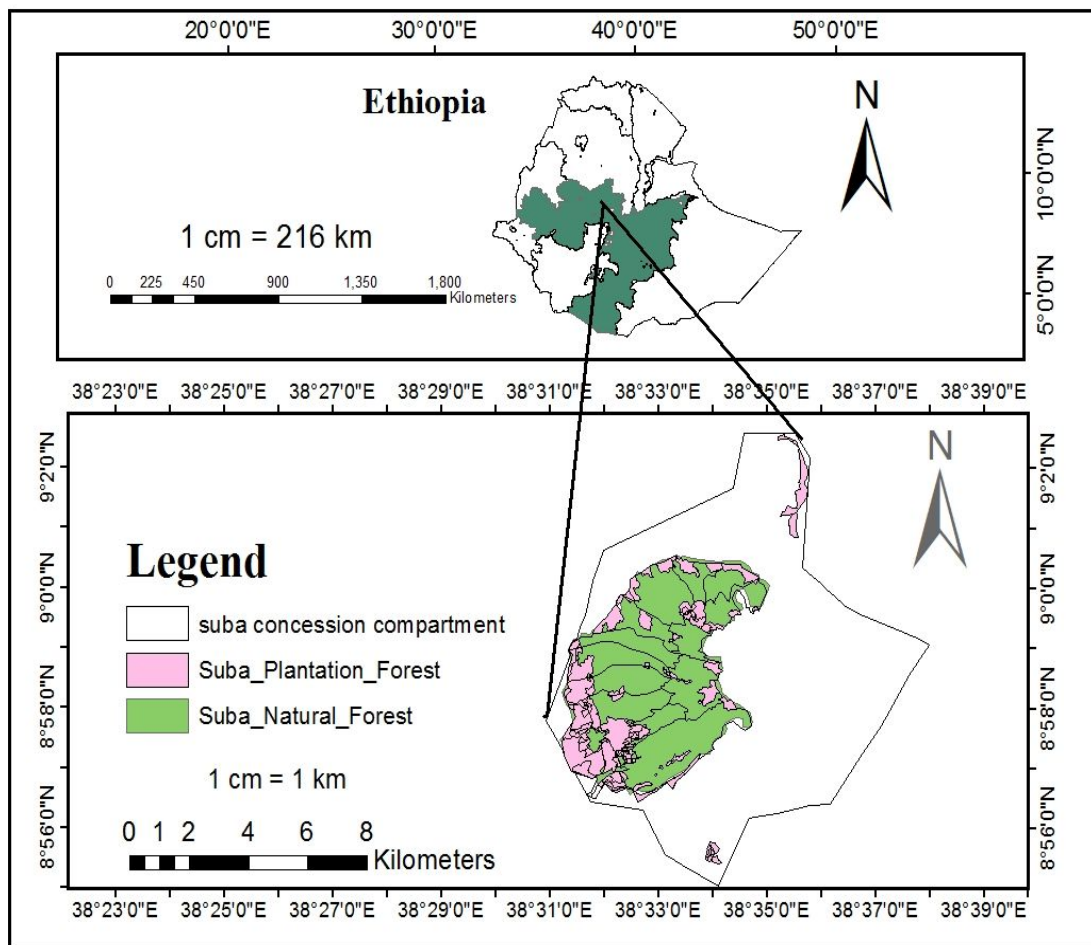 20°0'0"E 30°0'0"E 40°0'0"E 50°0'0"E
Ethiopia
N
10°0'0"N
1 cm = 216 km
0 225 450 900 1,350 1,800
Kilometers
5°0'0"N
38°23'0"E 38°25'0"E 38°27'0"E 38°29'0"E 38°31'0"E 38°33'0"E 38°35'0"E 38°37'0"E 38°39'0"E
N
9°2'0"N 9°2'0"N
Legend
9°0'0"N 9°0'0"N
suba concession compartment
Suba_Plantation_Forest
Suba_Natural_Forest
8°58'0"N 8°58'0"N
1 cm = 1 km
0 1 2 4 6 8
Kilometers
8°56'0"N 8°56'0"N
38°23'0"E 38°25'0"E 38°27'0"E 38°29'0"E 38°31'0"E 38°33'0"E 38°35'0"E 38°37'0"E 38°39'0"E